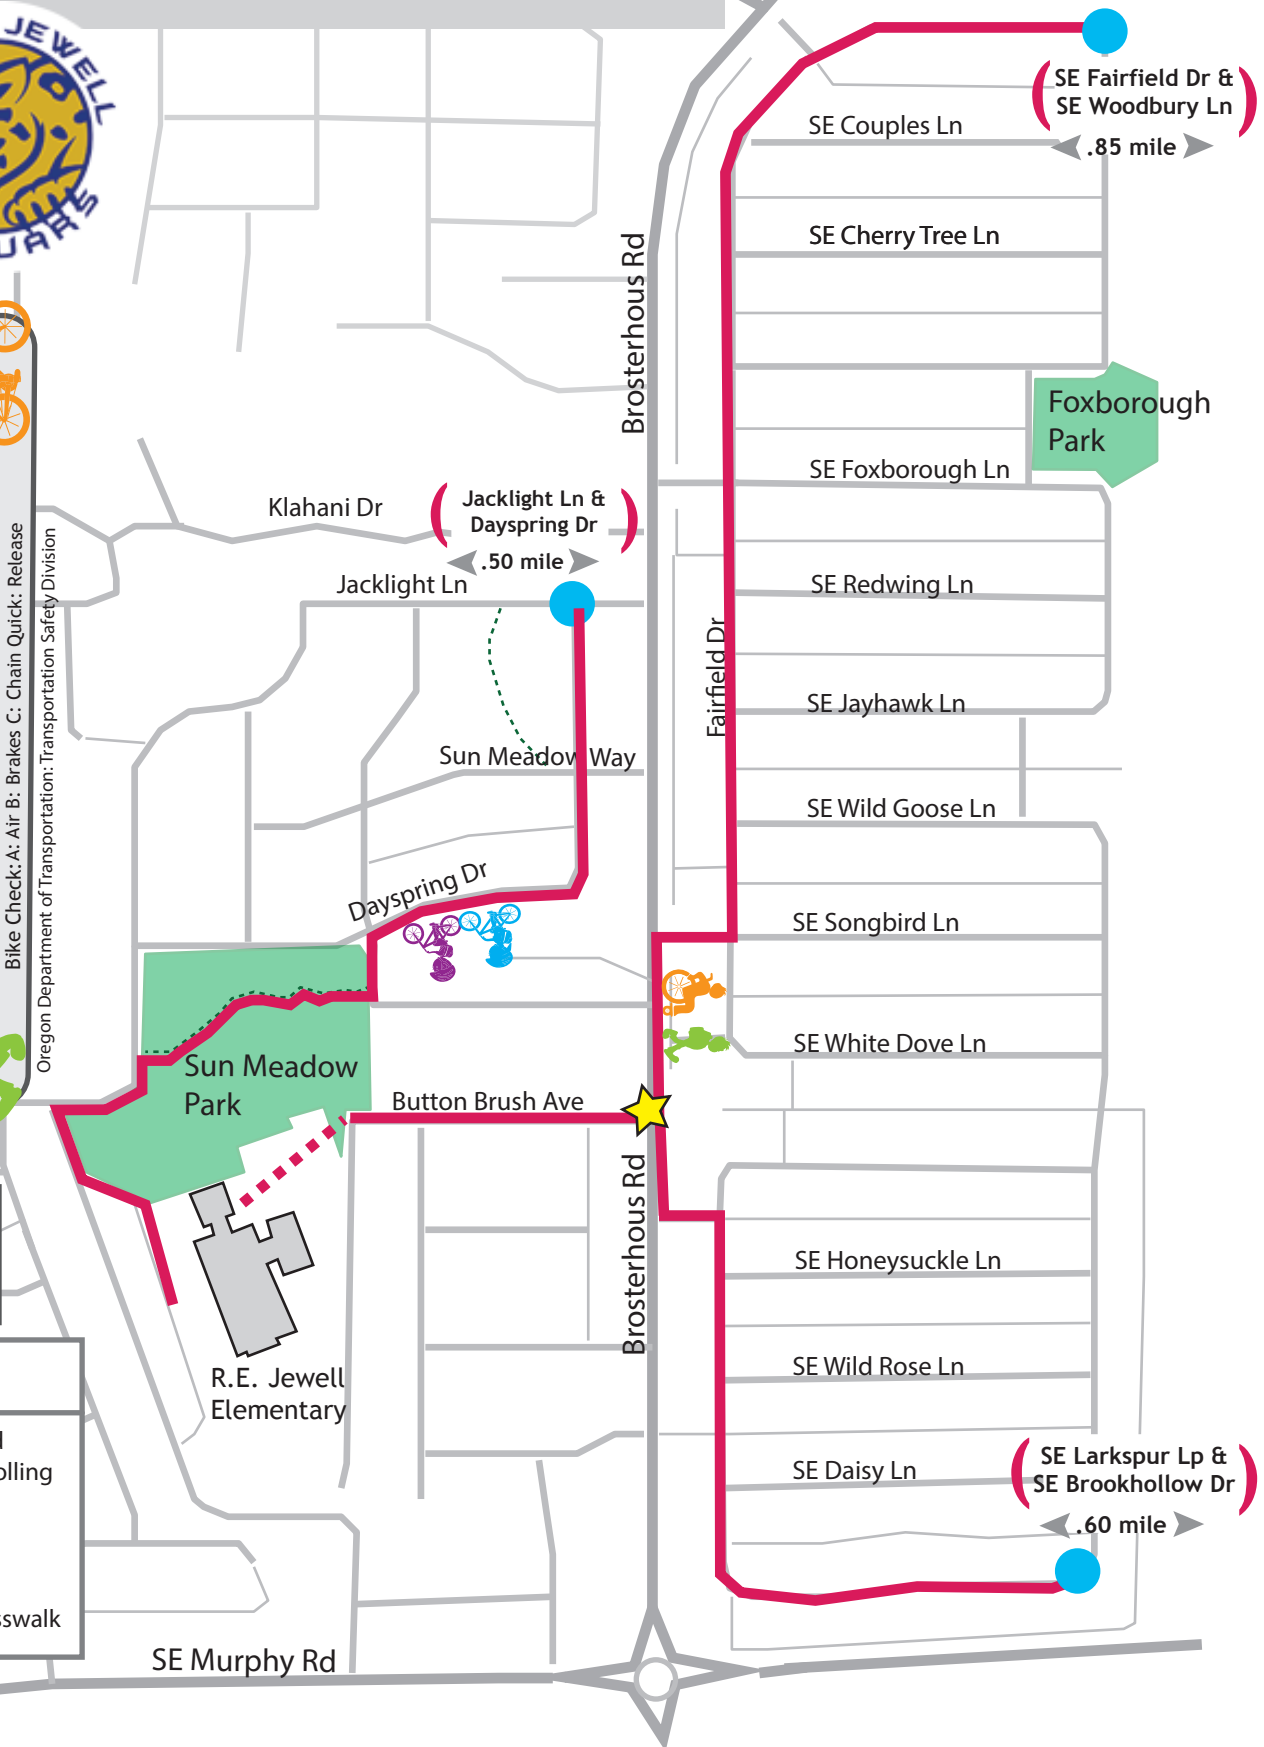 JEWELL
UARS
SE Fairfield Dr &
SE Woodbury Ln
.85 mile
SE Couples Ln
SE Cherry Tree Ln
Brosterhous Rd
Foxborough
Park
SE Foxborough Ln
Klahani Dr
Jacklight Ln &
Dayspring Dr
.50 mile
Jacklight Ln
SE Redwing Ln
Fairfield Dr
SE Jayhawk Ln
Sun Meadow Way
SE Wild Goose Ln
Dayspring Dr
SE Songbird Ln
Bike Check: A: Air B: Brakes C: Chain Quick: Release
Oregon Department of Transportation: Transportation Safety Division
SE White Dove Ln
Sun Meadow
Park
Button Brush Ave
Brosterhous Rd
SE Honeysuckle Ln
SE Wild Rose Ln
R.E. Jewell
Elementary
SE Daisy Ln
SE Larkspur Lp &
SE Brookhollow Dr
.60 mile
olling
sswalk
SE Murphy Rd